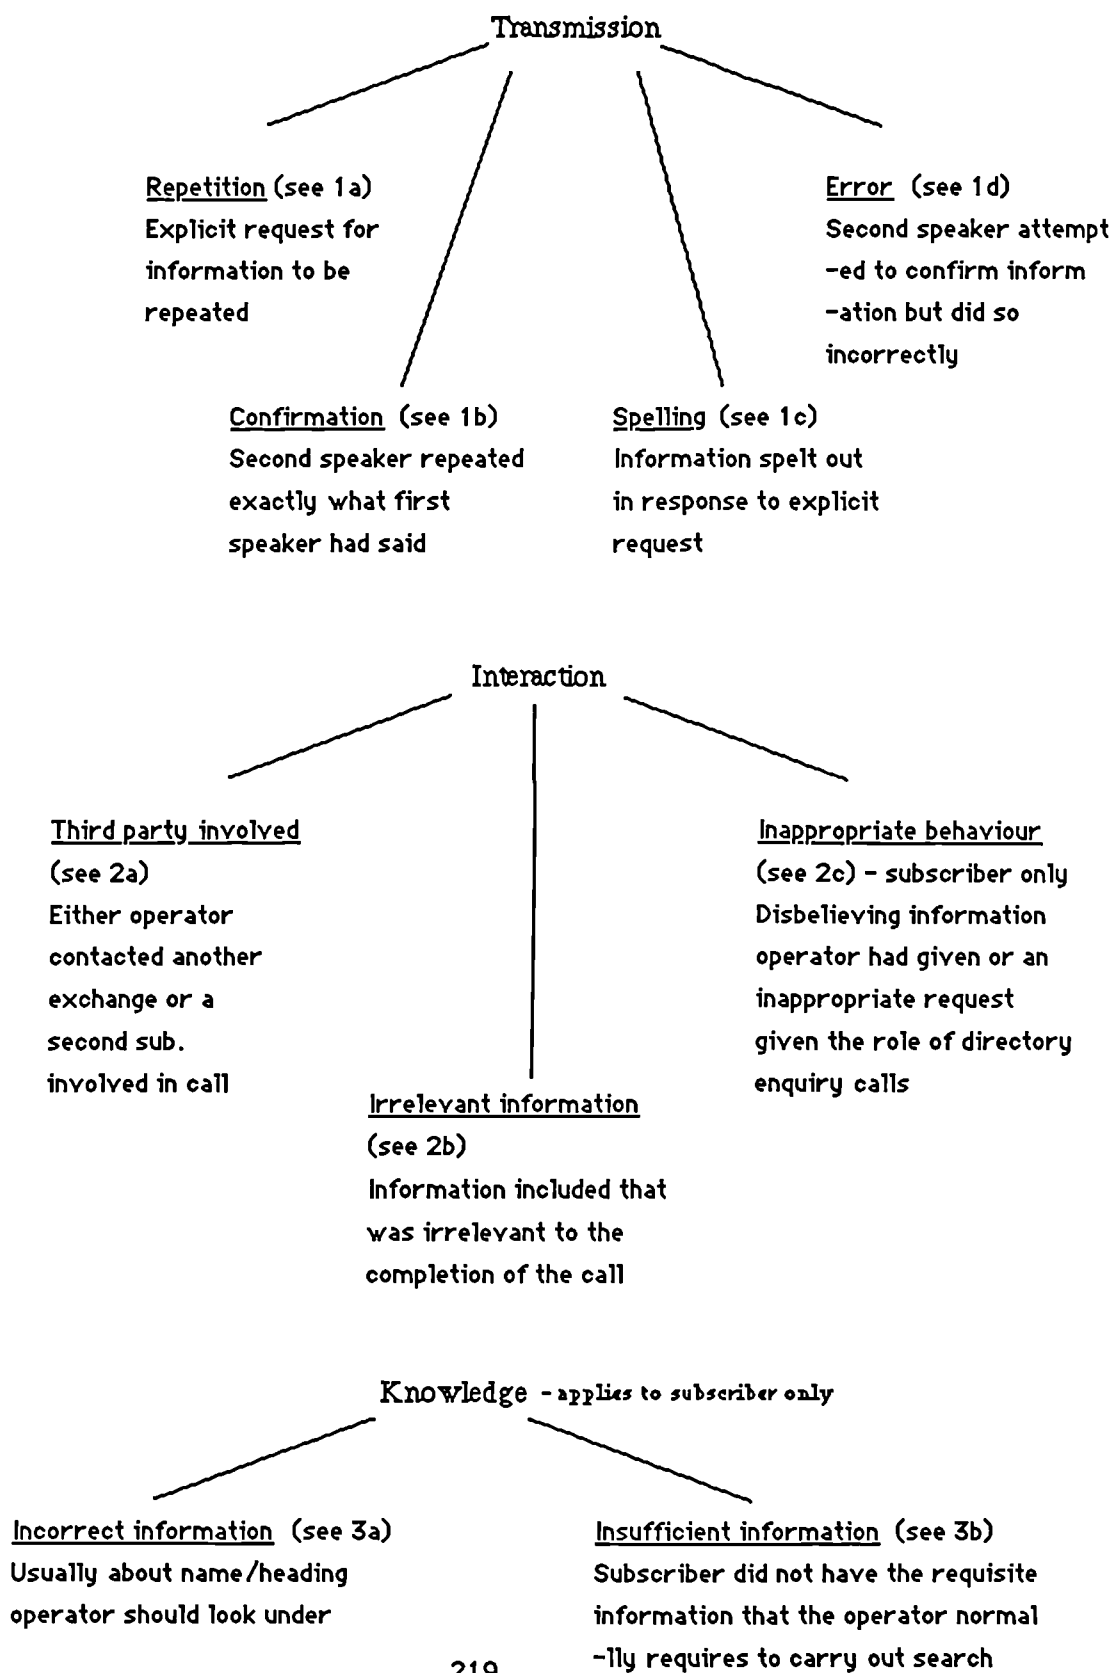 Transmission
Repetition (see 1a)
Explicit request for
information to be
repeated
Error (see 1d)
Second speaker attempt
-ed to confirm inform
-ation but did so
incorrectly
Confirmation (see 1b)
Second speaker repeated
exactly what first
speaker had said
Spelling (see 1c)
Information spelt out
in response to explicit
request
Interaction
Third party involved
(see 2a)
Either operator
contacted another
exchange or a
second sub.
involved in call
Inappropriate behaviour
(see 2c) - subscriber only
Disbelieving information
operator had given or an
inappropriate request
given the role of directory
enquiry calls
Irrelevant information
(see 2b)
Information included that
was irrelevant to the
completion of the call
Knowledge - applies to subscriber only
Incorrect information (see 3a)
Usually about name/heading
operator should look under
Insufficient information (see 3b)
Subscriber did not have the requisite
information that the operator normal
-lly requires to carry out search
219